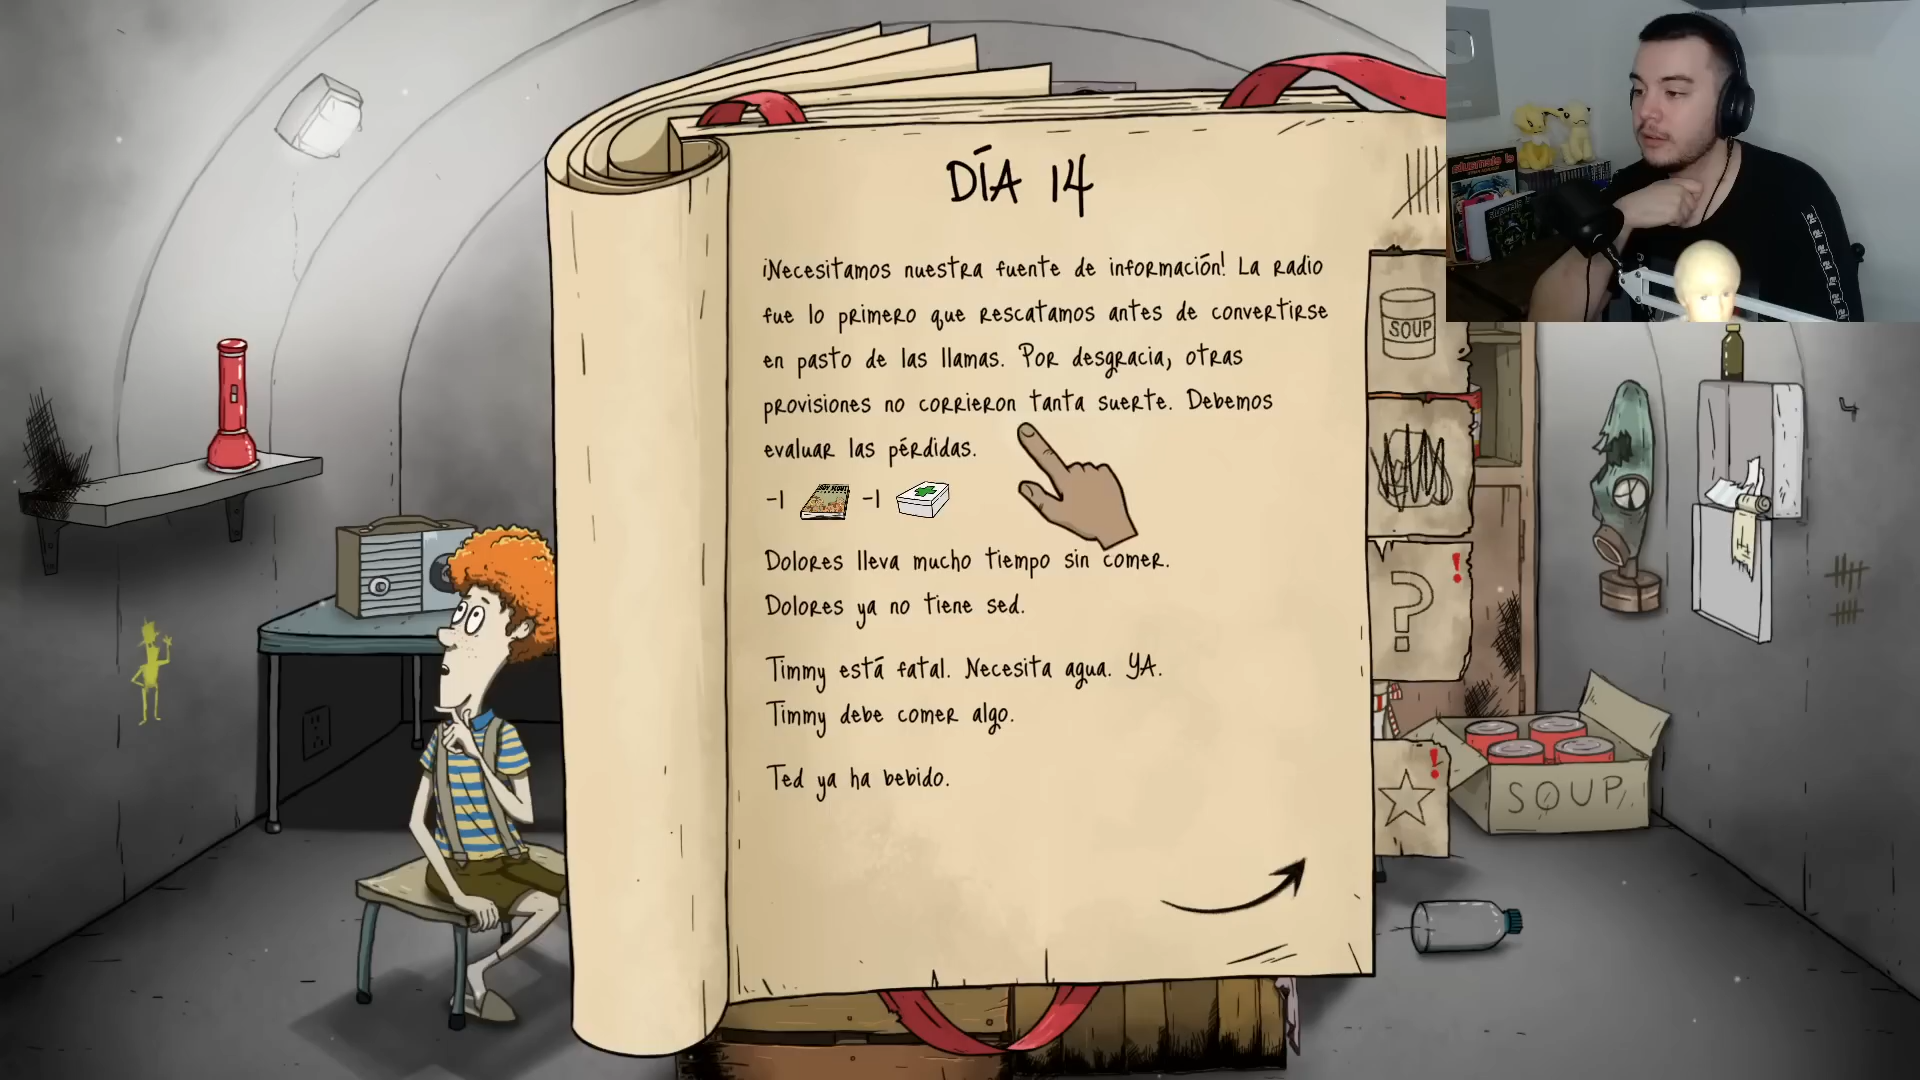 DÍA 14
¡Necesitamos nuestra fuente de información! La radio
fue lo primero que rescatamos antes de convertirse
en pasto de las llamas. Por desgracia, otras
provisiones no corrieron tanta suerte. Debemos
evaluar las pérdidas.
-1 -1
Dolores lleva mucho tiempo sin comer.
Dolores ya no tiene sed.
Timmy está fatal. Necesita agua. YA.
Timmy debe comer algo.
Ted ya ha bebido.
SOUP
?
!
!
SOUP